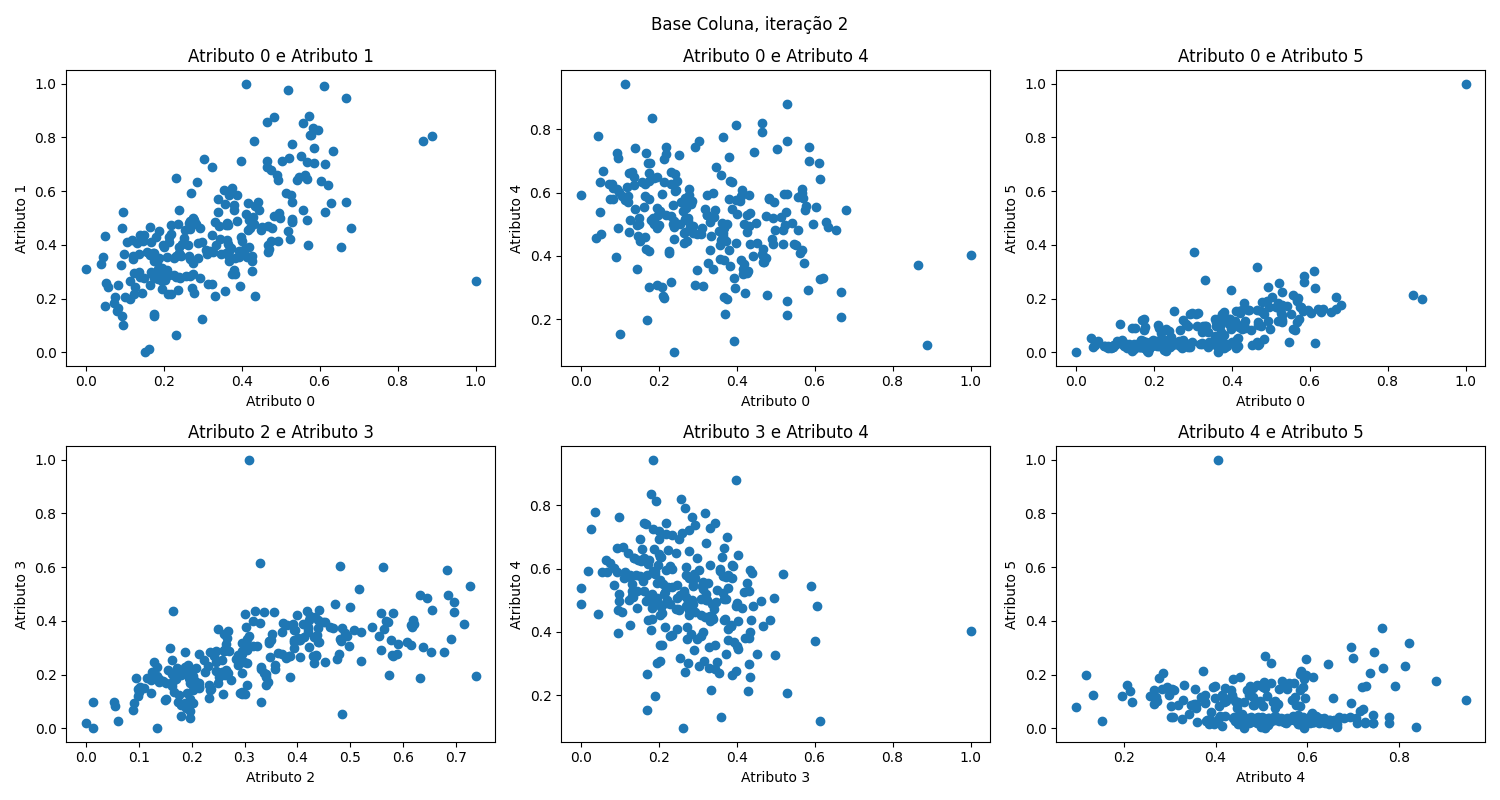 Base Coluna, iteração 2
Atributo 0 e Atributo 1
Atributo 1
1.0
0.8
0.6
0.4
0.2
0.0
0.0 0.2 0.4 0.6 0.8 1.0
Atributo 0
Atributo 0 e Atributo 4
Atributo 4
0.8
0.6
0.4
0.2
0.0 0.2 0.4 0.6 0.8 1.0
Atributo 0
Atributo 0 e Atributo 5
Atributo 5
1.0
0.8
0.6
0.4
0.2
0.0
0.0 0.2 0.4 0.6 0.8 1.0
Atributo 0
Atributo 2 e Atributo 3
Atributo 3
1.0
0.8
0.6
0.4
0.2
0.0
0.0 0.1 0.2 0.3 0.4 0.5 0.6 0.7
Atributo 2
Atributo 3 e Atributo 4
Atributo 4
0.8
0.6
0.4
0.2
0.0 0.2 0.4 0.6 0.8 1.0
Atributo 3
Atributo 4 e Atributo 5
Atributo 5
1.0
0.8
0.6
0.4
0.2
0.0
0.2 0.4 0.6 0.8
Atributo 4